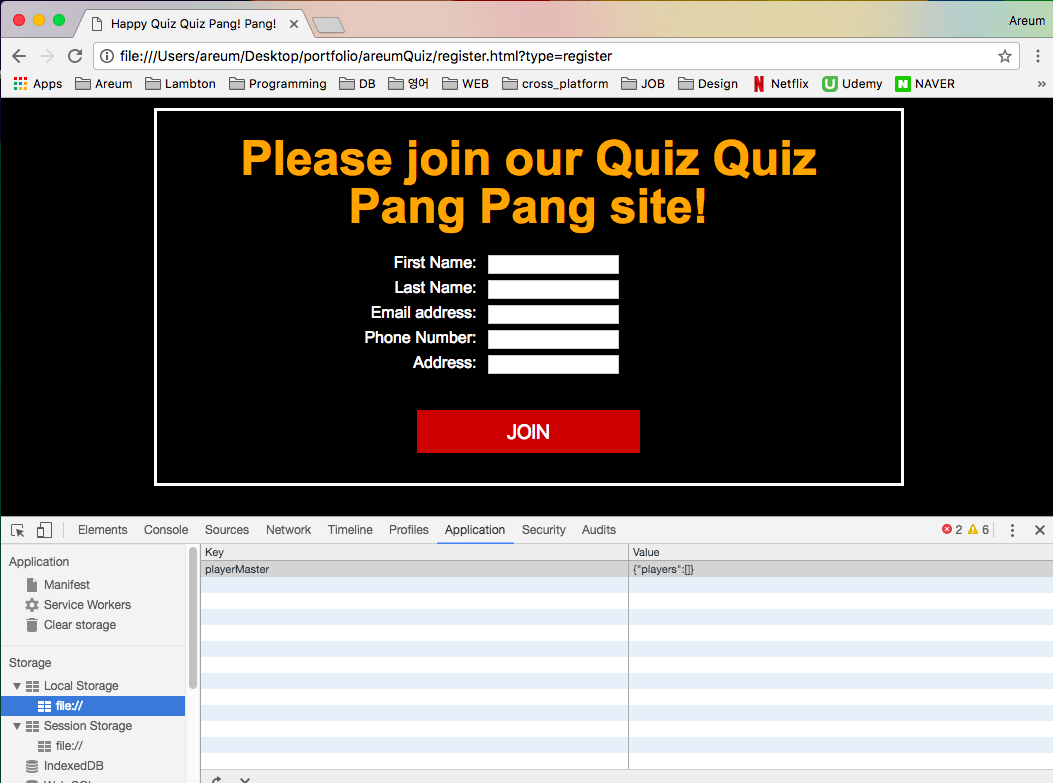 Happy Quiz Quiz Pang! Pang!
Areum
file:///Users/areum/Desktop/portfolio/areumQuiz/register.html?type=register
Apps Areum Lambton Programming DB 영어 WEB cross_platform JOB Design Netflix Udemy NAVER »
Please join our Quiz Quiz
Pang Pang site!
First Name:
Last Name:
Email address:
Phone Number:
Address:
JOIN
Elements Console Sources Network Timeline Profiles Application Security Audits 2 6
Application
Manifest
Service Workers
Clear storage
Storage
Local Storage
file://
Session Storage
file://
IndexedDB
Key Value
playerMaster {"players":[]}